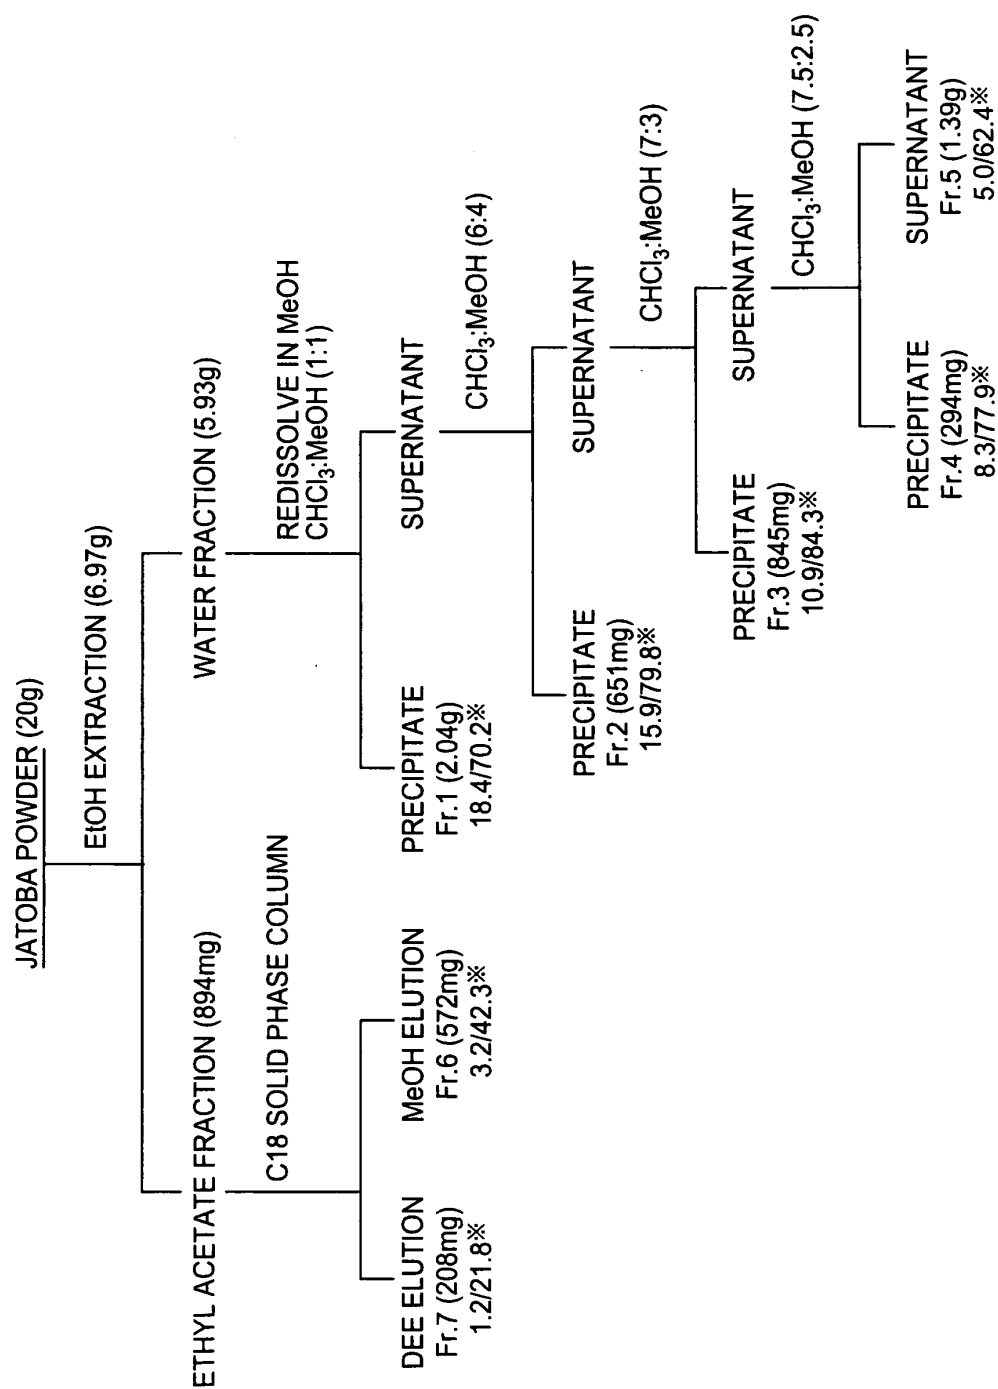 JATOBA POWDER (20g)
EtOH EXTRACTION (6.97g)
ETHYL ACETATE FRACTION (894mg)
C18 SOLID PHASE COLUMN
DEE ELUTION
Fr.7 (208mg)
1.2/21.8※
MeOH ELUTION
Fr.6 (572mg)
3.2/42.3※
WATER FRACTION (5.93g)
REDISSOLVE IN MeOH
CHCl₃:MeOH (1:1)
PRECIPITATE
Fr.1 (2.04g)
18.4/70.2※
SUPERNATANT
CHCl₃:MeOH (6:4)
PRECIPITATE
Fr.2 (651mg)
15.9/79.8※
SUPERNATANT
CHCl₃:MeOH (7:3)
PRECIPITATE
Fr.3 (845mg)
10.9/84.3※
SUPERNATANT
CHCl₃:MeOH (7.5:2.5)
PRECIPITATE
Fr.4 (294mg)
8.3/77.9※
SUPERNATANT
Fr.5 (1.39g)
5.0/62.4※